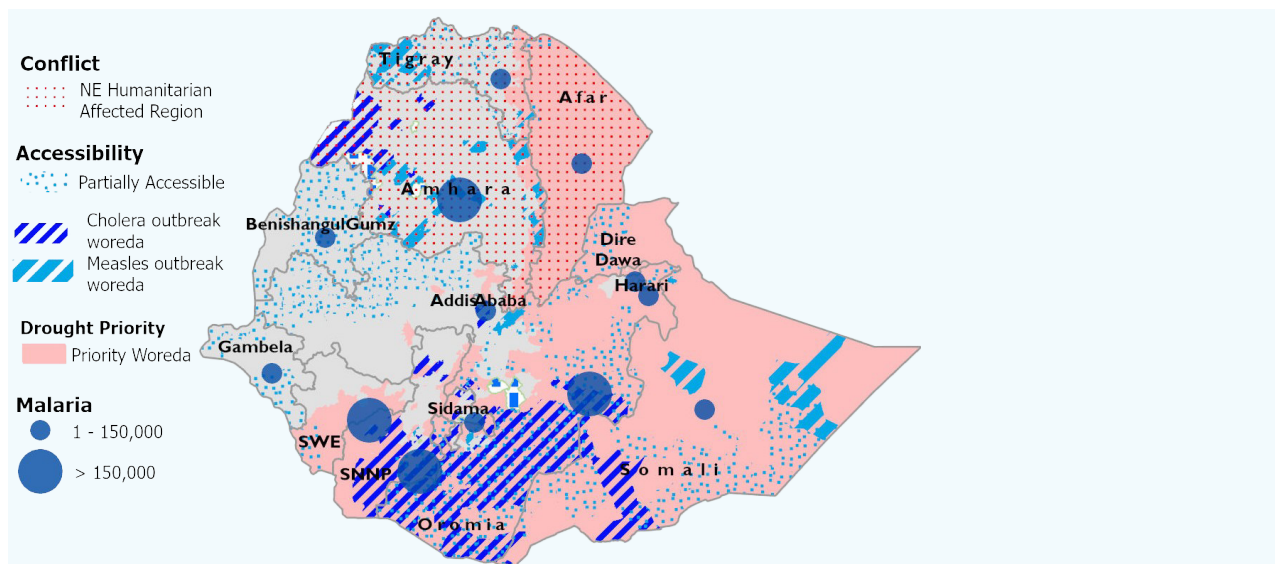 Conflict
NE Humanitarian
Affected Region
Accessibility
Partially Accessible
Cholera outbreak
woreda
Measles outbreak
woreda
Drought Priority
Priority Woreda
Malaria
1 - 150,000
> 150,000
Tigray
Afar
Amhara
BenishangulGumz
Dire
Dawa
Harari
AddisAbaba
Gambela
Sidama
SWE
SNNP
Somali
Oromia